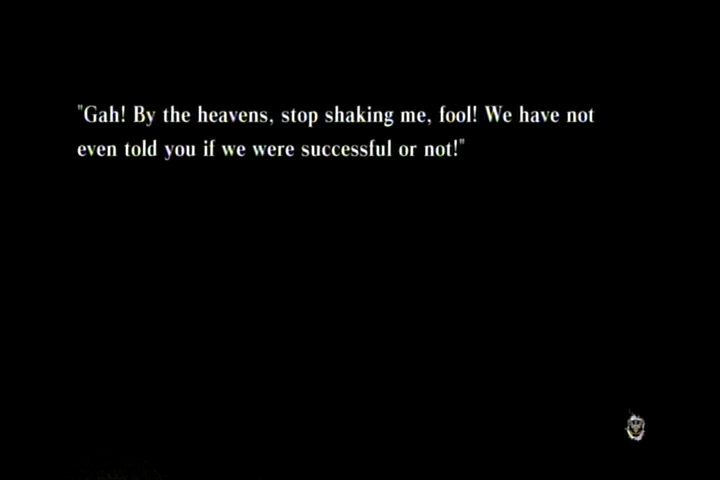 "Gah! By the heavens, stop shaking me, fool! We have not
even told you if we were successful or not!"